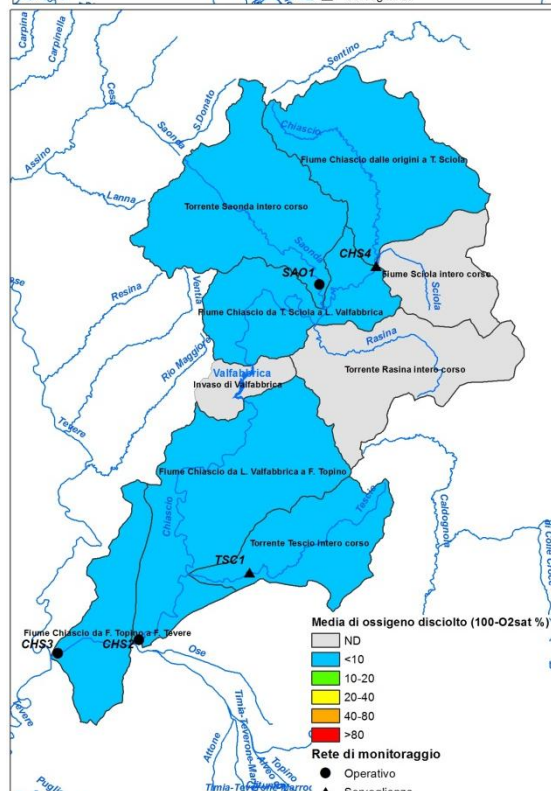 Carpina
Carpinella
Cesa
Sentino
S.Donato
Saonda
Chiascio
Assino
Fiume Chiascio dalle origini a T. Sciola
Lanna
Torrente Saonda intero corso
Saonda
CHS4
Fiume Sciola intero corso
SAO1
Resina
Ventia
Sciola
Fiume Chiascio da T. Sciola a L. Valfabbrica
Rasina
Rio Maggiore
Valfabbrica
Torrente Rasina intero corso
Invaso di Valfabbrica
Tevere
Fiume Chiascio da L. Valfabbrica a F. Topino
Chiascio
Tescio
Caldognola
Torrente Tescio intero corso
TSC1
Media di ossigeno disciolto (100-O2sat %)
ND
<10
10-20
20-40
40-80
>80
Fiume Chiascio da F. Topino a F. Tevere
CHS3
CHS2
Ose
Tevere
Attone
Topino
Rete di monitoraggio
Operativo